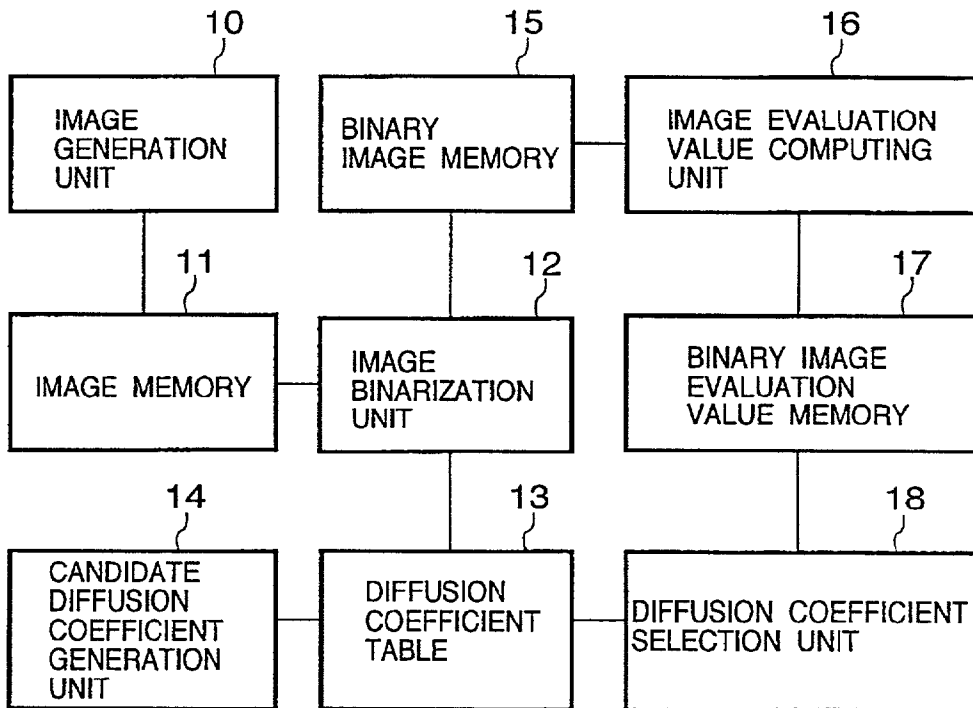 10
IMAGE
GENERATION
UNIT
15
BINARY
IMAGE MEMORY
16
IMAGE EVALUATION
VALUE COMPUTING
UNIT
11
IMAGE MEMORY
12
IMAGE
BINARIZATION
UNIT
17
BINARY IMAGE
EVALUATION
VALUE MEMORY
14
CANDIDATE
DIFFUSION
COEFFICIENT
GENERATION
UNIT
13
DIFFUSION
COEFFICIENT
TABLE
18
DIFFUSION COEFFICIENT
SELECTION UNIT